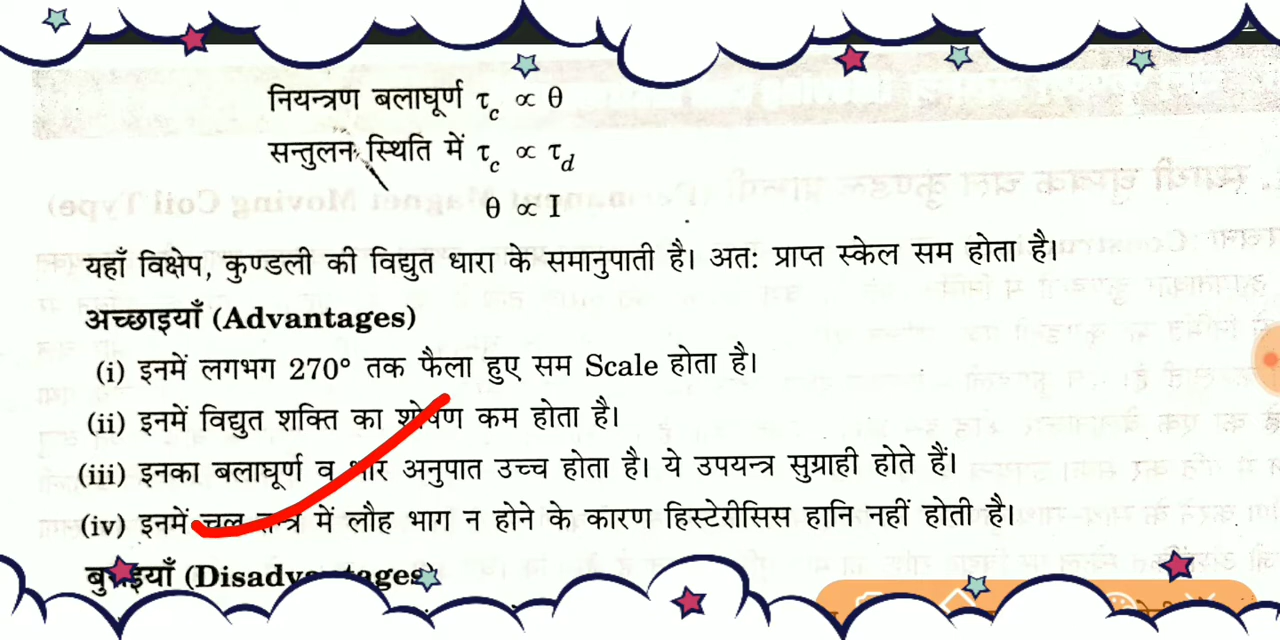 नियन्त्रण बलाघूर्ण τc ∝ θ
सन्तुलन स्थिति में τc ∝ τd
θ ∝ I
यहाँ विक्षेप, कुण्डली की विद्युत धारा के समानुपाती है। अतः प्राप्त स्केल सम होता है।
अच्छाइयाँ (Advantages)
(i) इनमें लगभग 270° तक फैला हुए सम Scale होता है।
(ii) इनमें विद्युत शक्ति का शोषण कम होता है।
(iii) इनका बलाघूर्ण व भार अनुपात उच्च होता है। ये उपयन्त्र सुग्राही होते हैं।
(iv) इनमें चल तन्त्र में लौह भाग न होने के कारण हिस्टेरीसिस हानि नहीं होती है।
बुराइयाँ (Disadvantages)